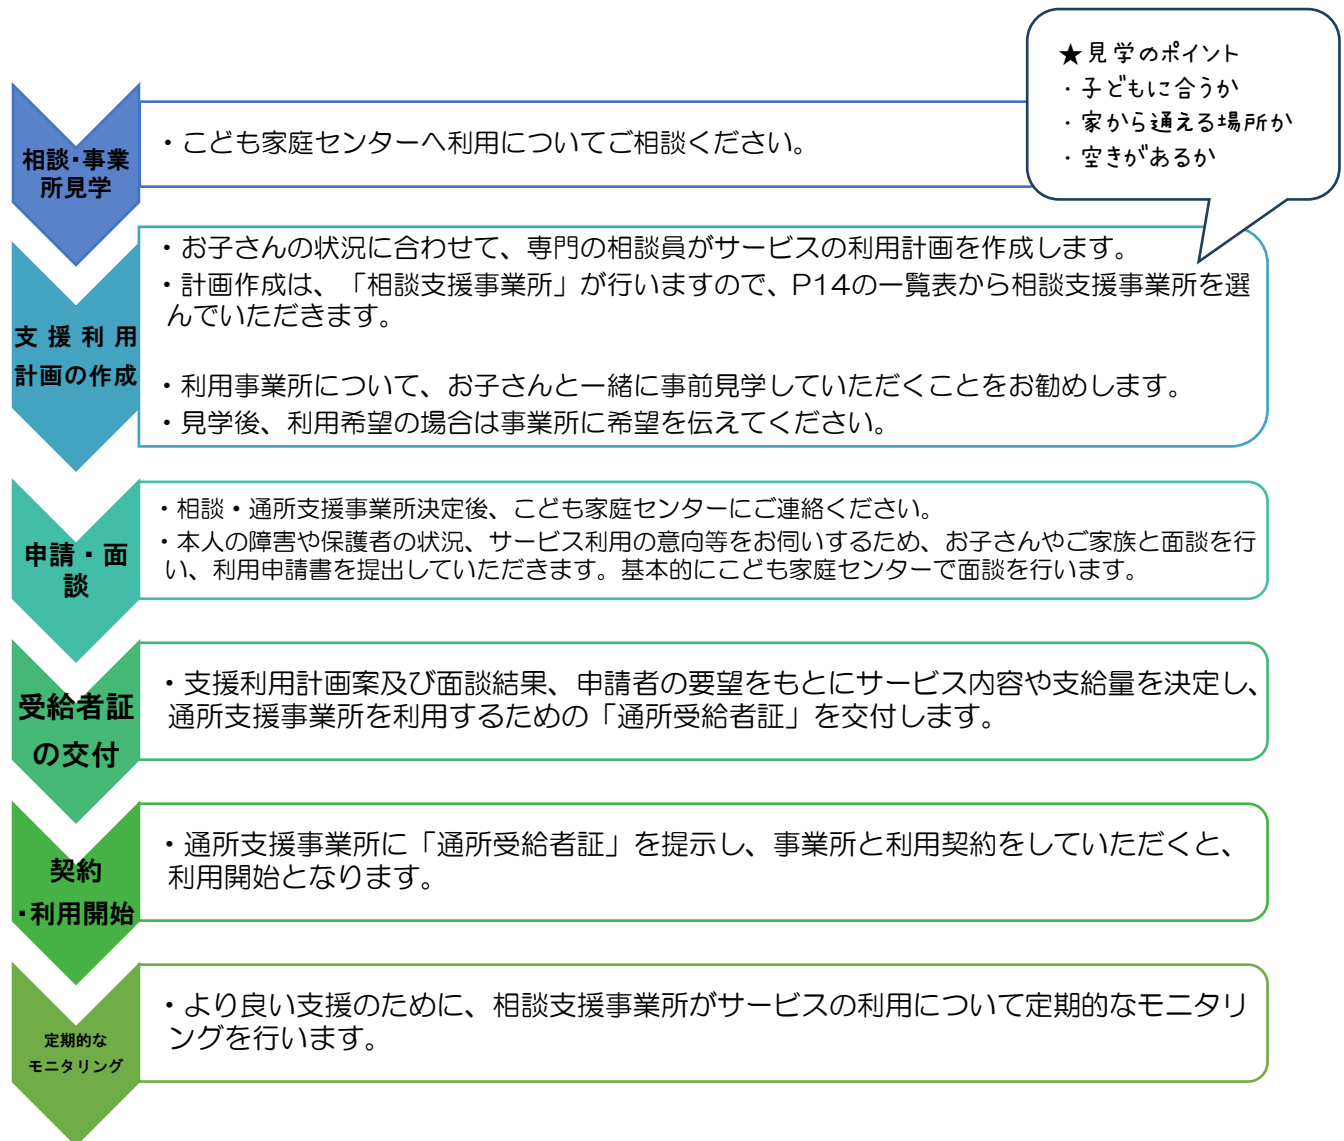 ★見学のポイント
・子どもに合うか
・家から通える場所か
・空きがあるか
相談・事業
所見学
・こども家庭センターへ利用についてご相談ください。
支援利用
計画の作成
・お子さんの状況に合わせて、専門の相談員がサービスの利用計画を作成します。
・計画作成は、「相談支援事業所」が行いますので、P14の一覧表から相談支援事業所を選
んでいただきます。
・利用事業所について、お子さんと一緒に事前見学していただくことをお勧めします。
・見学後、利用希望の場合は事業所に希望を伝えてください。
申請・面
談
・相談・通所支援事業所決定後、こども家庭センターにご連絡ください。
・本人の障害や保護者の状況、サービス利用の意向等をお伺いするため、お子さんやご家族と面談を行
い、利用申請書を提出していただきます。基本的にこども家庭センターで面談を行います。
受給者証
の交付
・支援利用計画案及び面談結果、申請者の要望をもとにサービス内容や支給量を決定し、
通所支援事業所を利用するための「通所受給者証」を交付します。
契約
・利用開始
・通所支援事業所に「通所受給者証」を提示し、事業所と利用契約をしていただくと、
利用開始となります。
定期的な
モニタリング
・より良い支援のために、相談支援事業所がサービスの利用について定期的なモニタリ
ングを行います。